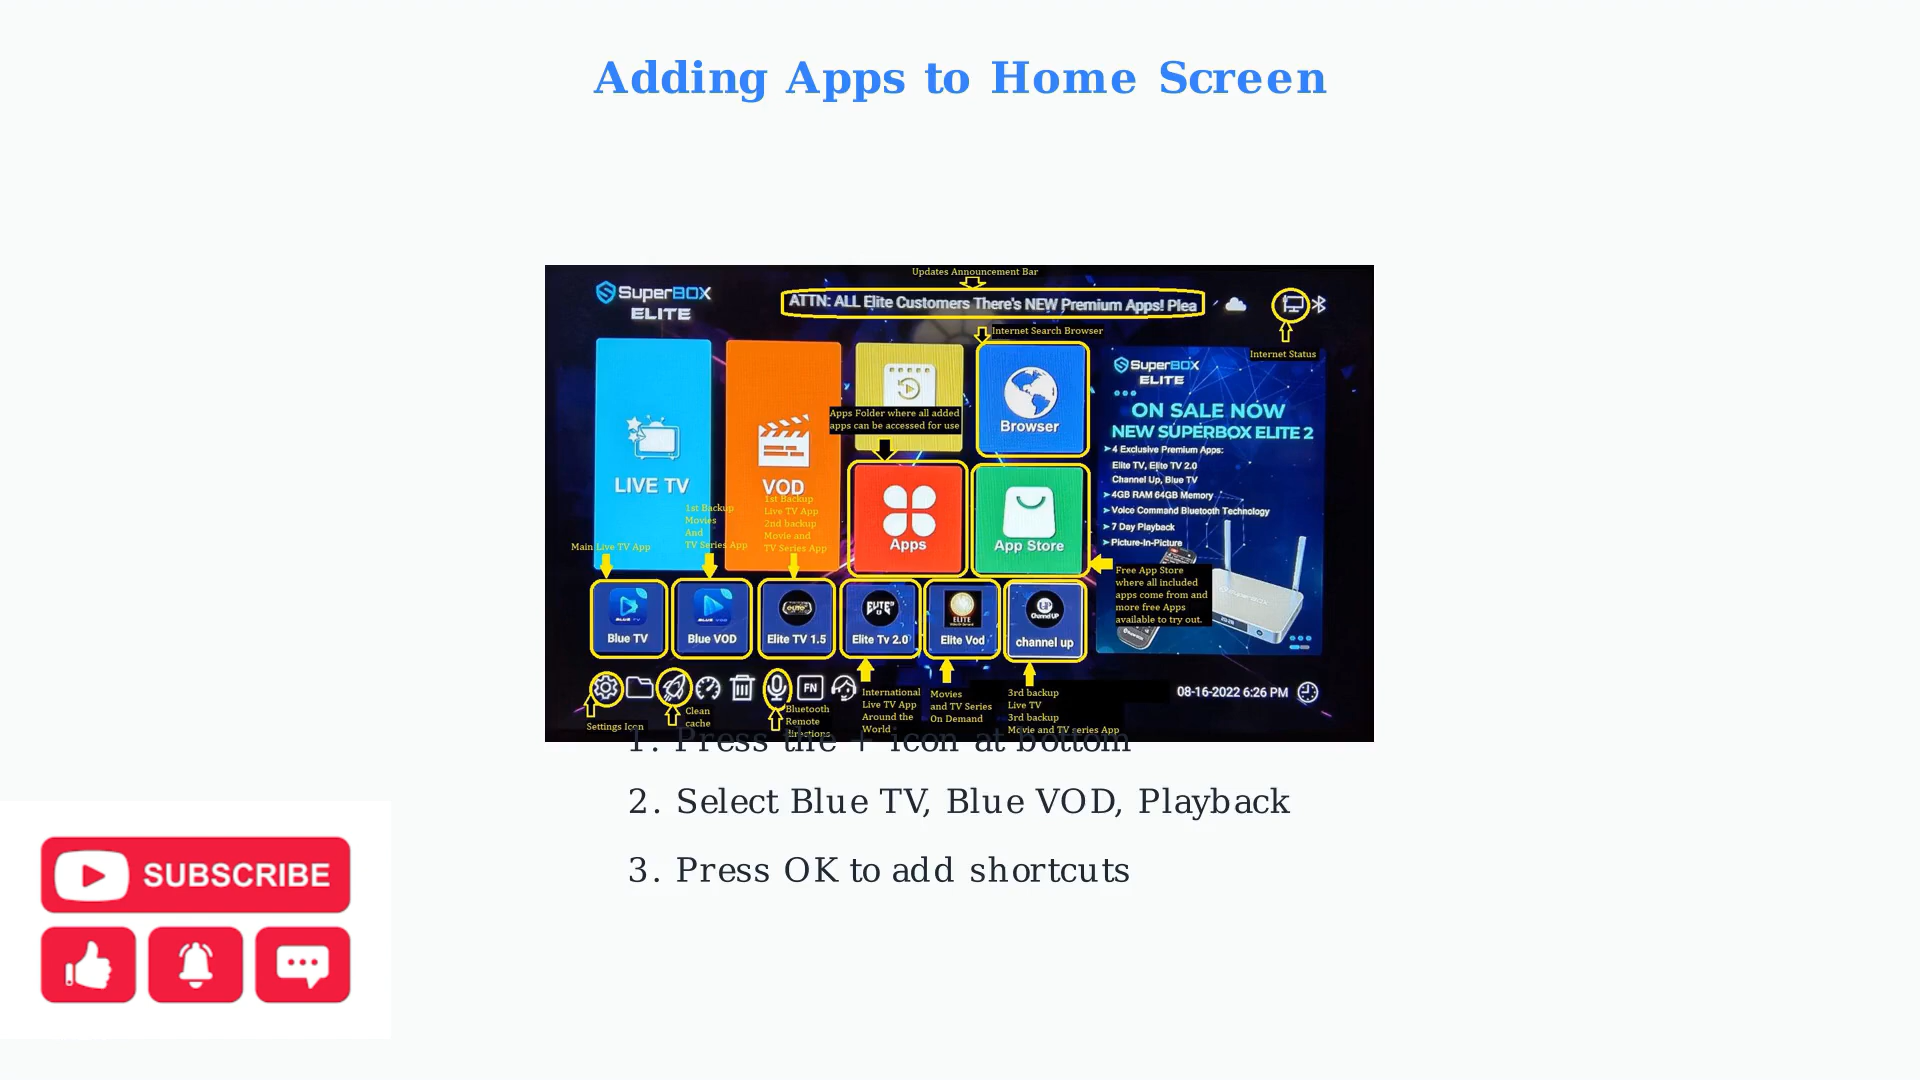 Adding Apps to Home Screen
Updates Announcement Bar
SuperBOX
ELITE
ATTN: ALL Elite Customers There's NEW Premium Apps! Plea
Internet Search Browser
Internet Status
LIVE TV
VOD
Apps Folder where all added
apps can be accessed for use
Browser
Apps
App Store
SuperBOX
ELITE
ON SALE NOW
NEW SUPERBOX ELITE 2
➤4 Exclusive Premium Apps:
Elite TV, Elite TV 2.0
Channel Up, Blue TV
➤4GB RAM 64GB Memory
➤Voice Command Bluetooth Technology
➤7 Day Playback
➤Picture-In-Picture
Main Live TV App
1st Backup
Movies
And
TV Series App
1st Backup
Live TV App
2nd backup
Movie and
TV Series App
Free App Store
where all included
apps come from and
more free Apps
available to try out.
Blue TV
Blue VOD
Elite TV 1.5
Elite Tv 2.0
Elite Vod
channel up
FN
Settings Icon
Clean
cache
Bluetooth
Remote
directions
International
Live TV App
Around the
World
Movies
and TV Series
On Demand
3rd backup
Live TV
3rd backup
Movie and TV series App
08-16-2022 6:26 PM
1. Press the + icon at bottom
2. Select Blue TV, Blue VOD, Playback
3. Press OK to add shortcuts
SUBSCRIBE